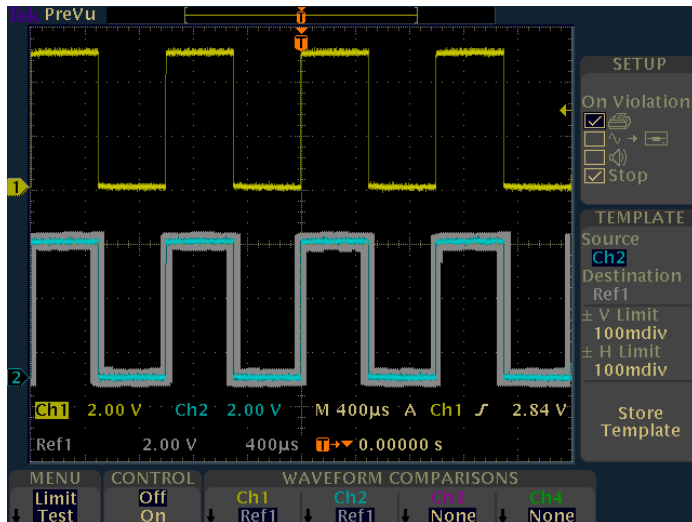 Tek PreVu
T
T
1
2
Ch1 2.00 V Ch2 2.00 V M 400µs A Ch1 2.84 V
Ref1 2.00 V 400µs T→▼ 0.00000 s
SETUP
On Violation
Stop
TEMPLATE
Source
Ch2
Destination
Ref1
± V Limit
100mdiv
± H Limit
100mdiv
Store
Template
MENU CONTROL WAVEFORM COMPARISONS
Limit Off Ch1 Ch2 Ch3 Ch4
Test On Ref1 Ref1 None None